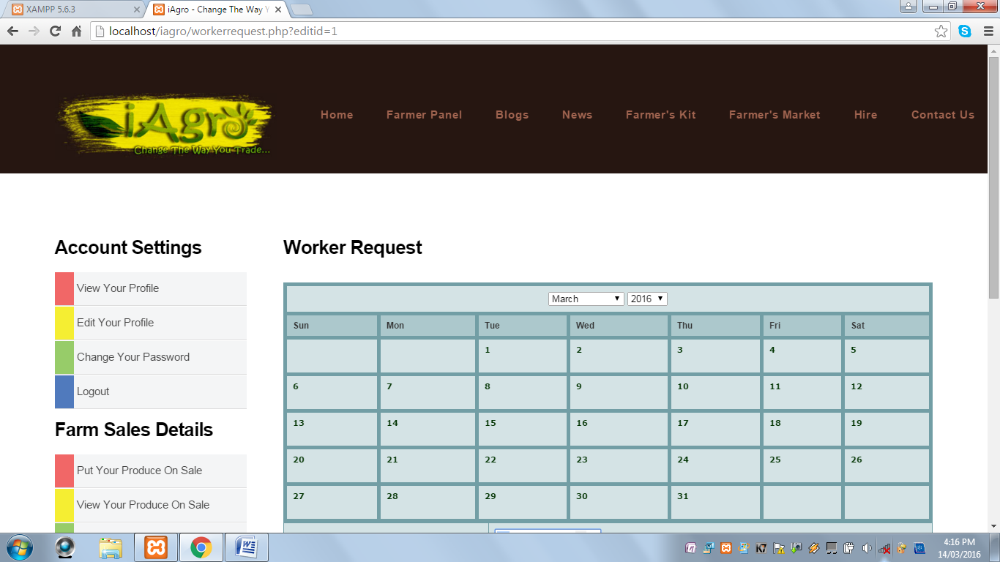 XAMPP 5.6.3
iAgro - Change The Way Y
localhost/iagro/workerrequest.php?editid=1
iAgro
Change The Way You Trade...
Home Farmer Panel Blogs News Farmer's Kit Farmer's Market Hire Contact Us
Account Settings
View Your Profile
Edit Your Profile
Change Your Password
Logout
Farm Sales Details
Put Your Produce On Sale
View Your Produce On Sale
Worker Request
March 2016
Sun Mon Tue Wed Thu Fri Sat
1 2 3 4 5
6 7 8 9 10 11 12
13 14 15 16 17 18 19
20 21 22 23 24 25 26
27 28 29 30 31
K7
4:16 PM
14/03/2016